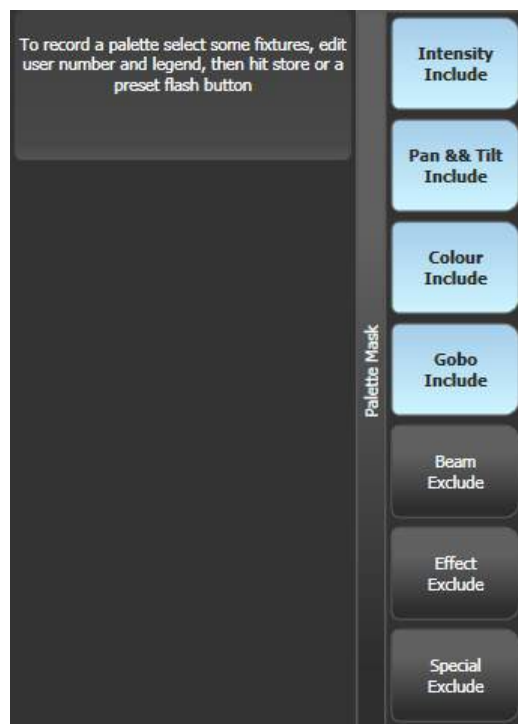 To record a palette select some fixtures, edit
user number and legend, then hit store or a
preset flash button
Palette Mask
Intensity
Include
Pan && Tilt
Include
Colour
Include
Gobo
Include
Beam
Exclude
Effect
Exclude
Special
Exclude